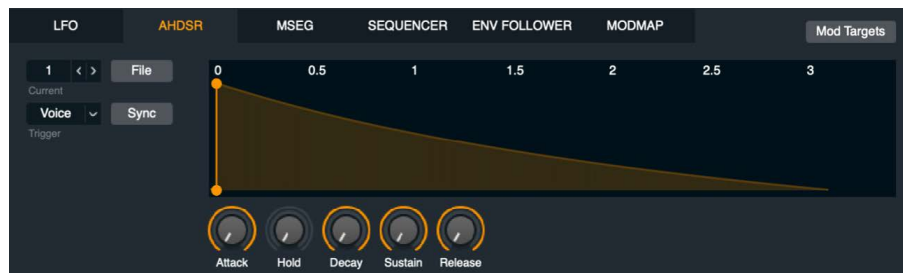 LFO AHDSR MSEG SEQUENCER ENV FOLLOWER MODMAP Mod Targets
1 < > File
Current
Voice Sync
Trigger
0 0.5 1 1.5 2 2.5 3
Attack Hold Decay Sustain Release